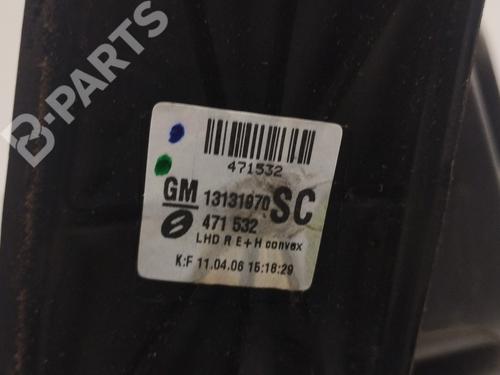 B-PARTS
471532
GM 13131970 SC
471 532
LHD R E+H convex
K:F 11.04.06 15:16:29